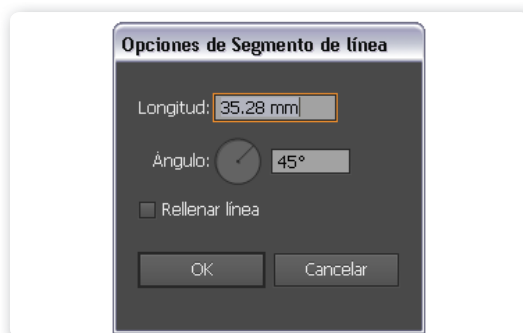 Opciones de Segmento de línea
Longitud: 35.28 mm
Ángulo: 45°
Rellenar línea
OK Cancelar